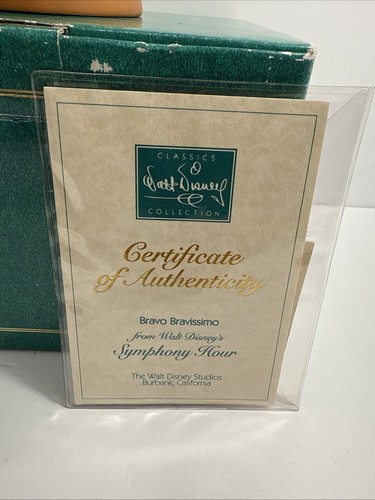 CLASSICS
Walt Disney
COLLECTION
Certificate
of Authenticity
Bravo Bravissimo
from Walt Disney's
Symphony Hour
The Walt Disney Studios
Burbank, California